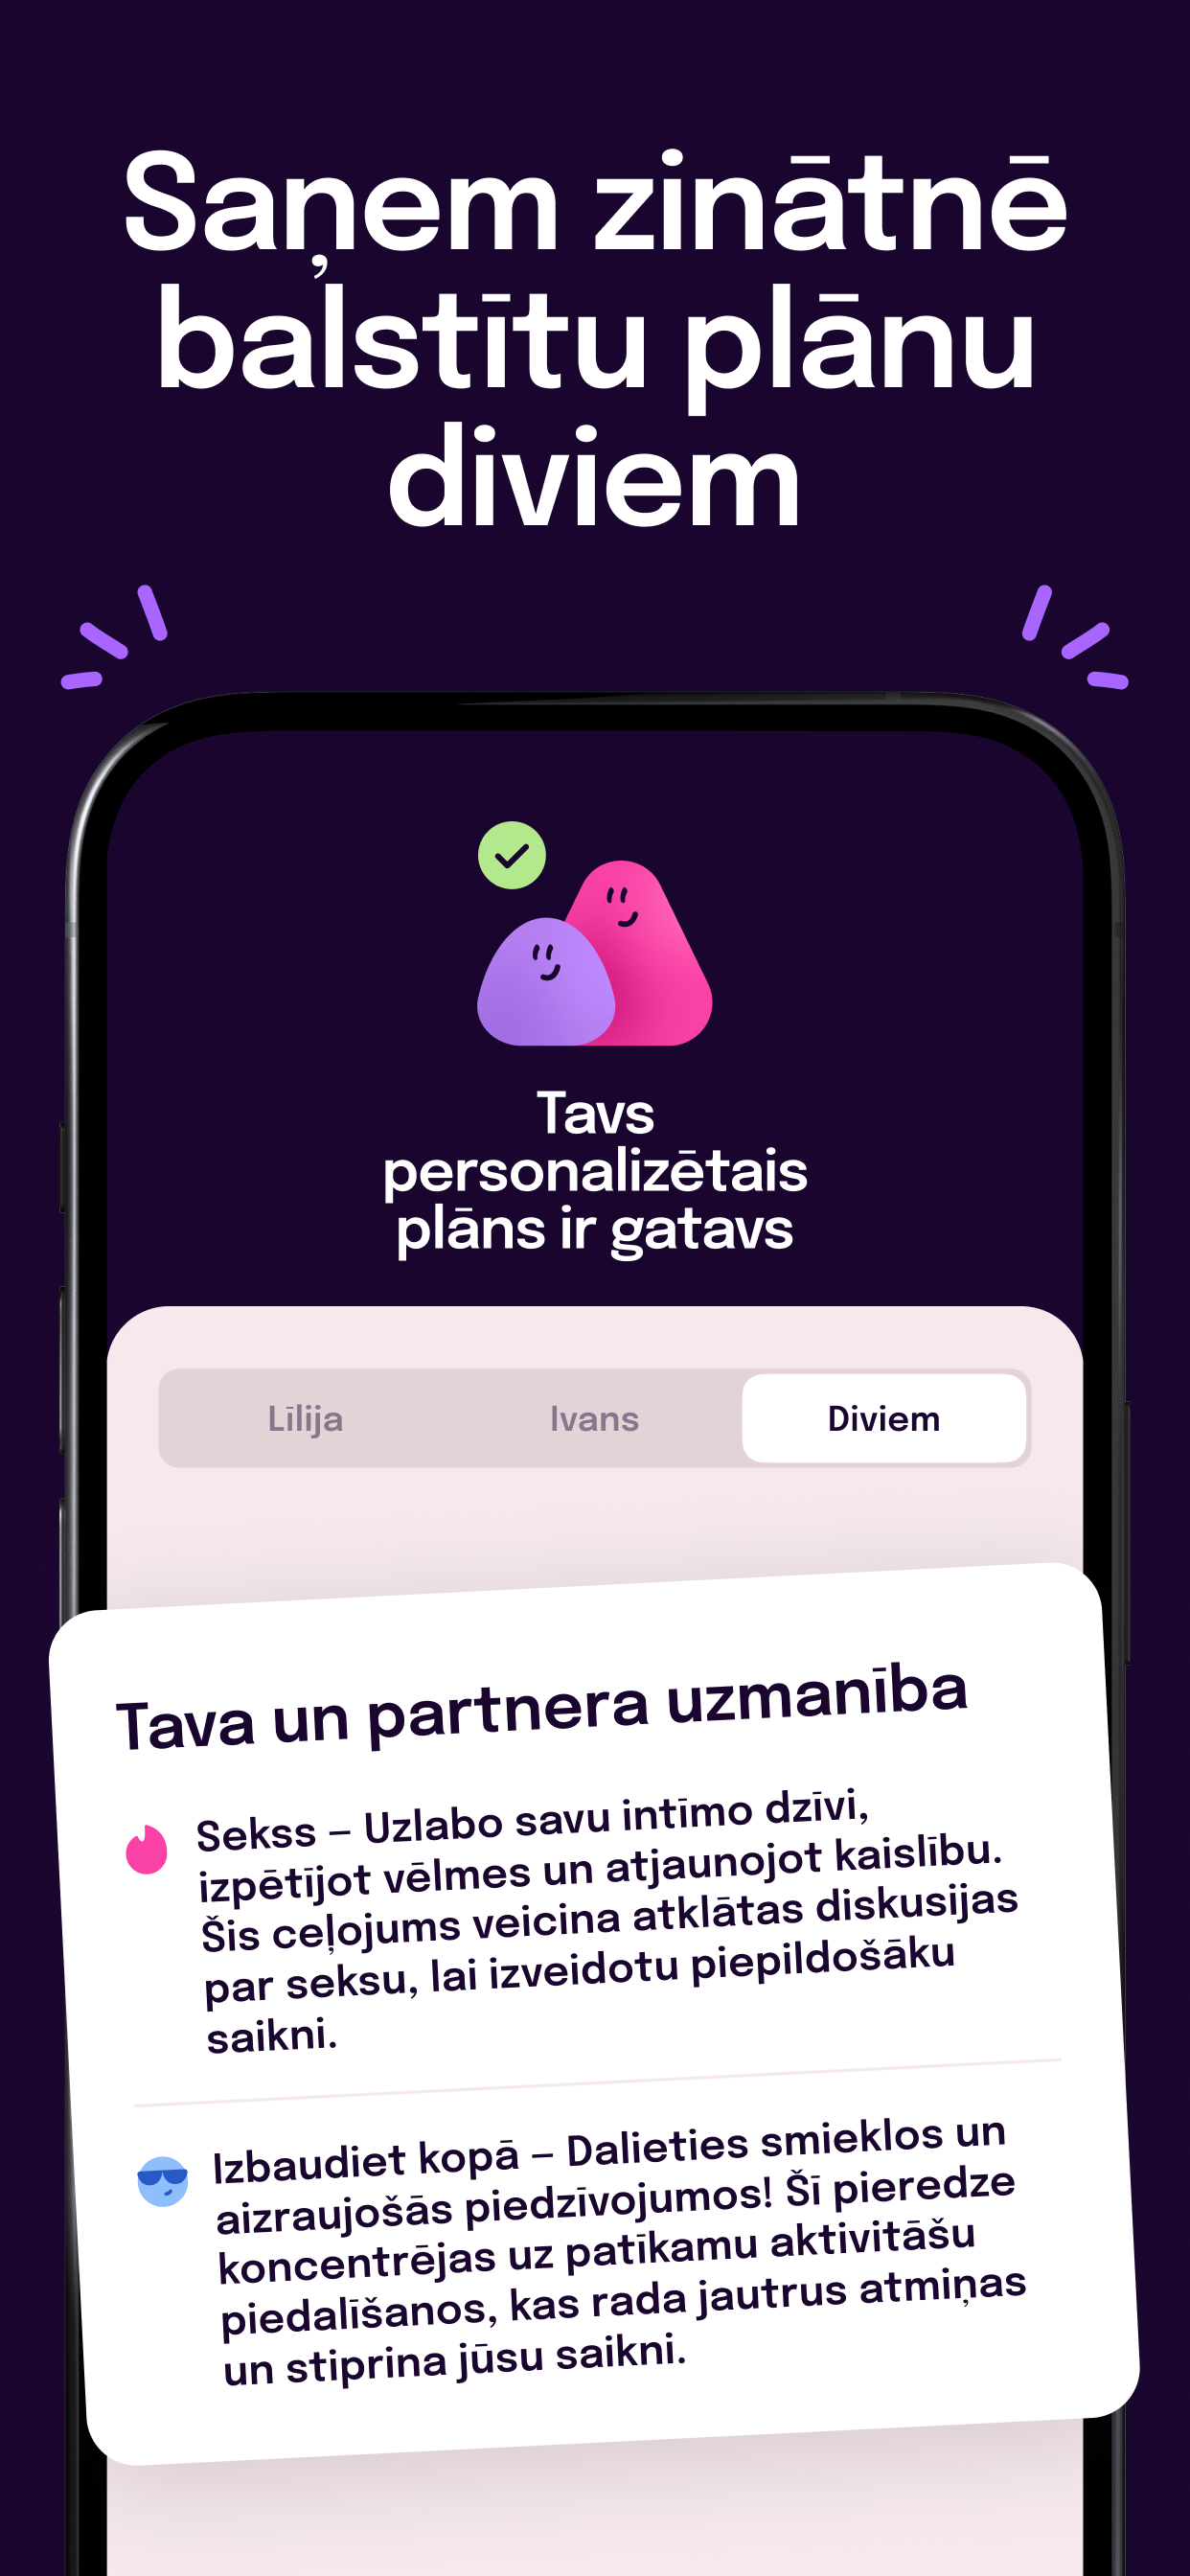 Saņem zinātnē
balstītu plānu
diviem
Tavs
personalizētais
plāns ir gatavs
Līlija
Ivans
Diviem
Tava un partnera uzmanība
Sekss – Uzlabo savu intīmo dzīvi,
izpētījot vēlmes un atjaunojot kaislību.
Šis ceļojums veicina atklātas diskusijas
par seksu, lai izveidotu piepildošāku
saikni.
Izbaudiet kopā – Dalieties smieklos un
aizraujošās piedzīvojumos! Šī pieredze
koncentrējas uz patīkamu aktivitāšu
piedalīšanos, kas rada jautrus atmiņas
un stiprina jūsu saikni.